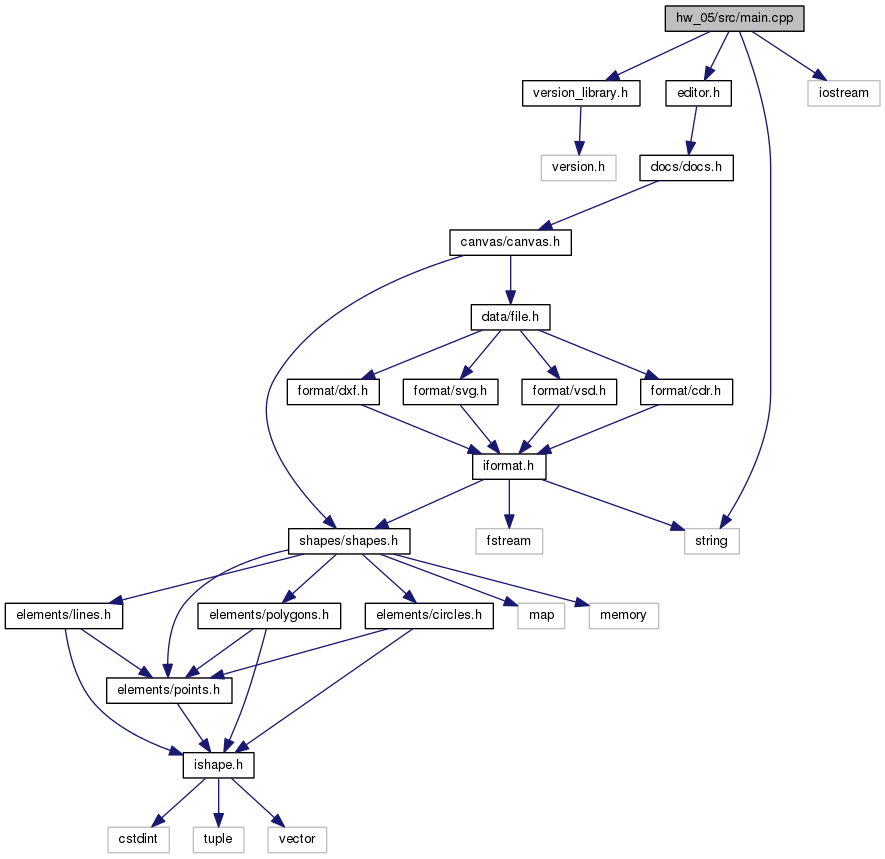 hw_05/src/main.cpp
version_library.h
editor.h
iostream
version.h
docs/docs.h
canvas/canvas.h
data/file.h
format/dxf.h
format/svg.h
format/vsd.h
format/cdr.h
iformat.h
shapes/shapes.h
fstream
string
elements/lines.h
elements/polygons.h
elements/circles.h
map
memory
elements/points.h
ishape.h
cstdint
tuple
vector